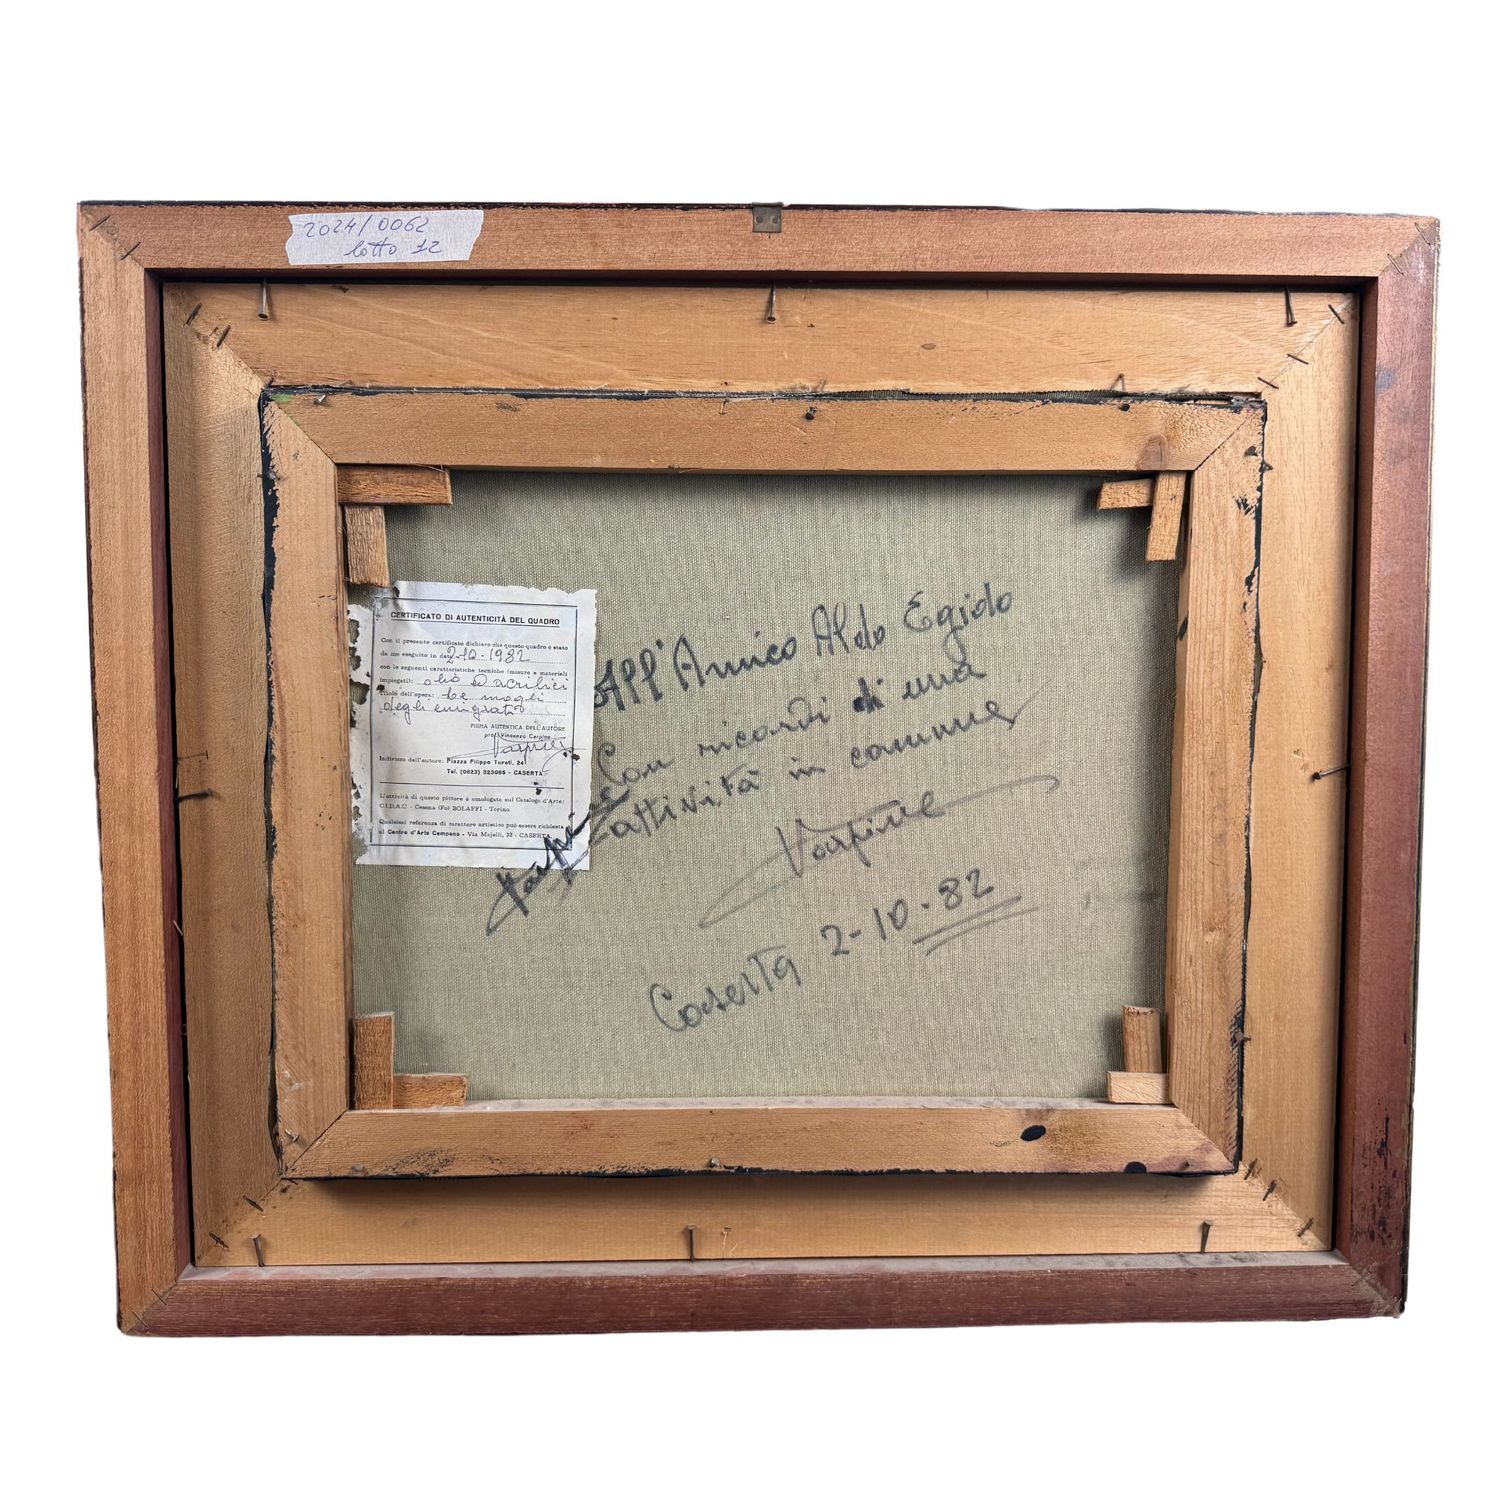 2024/0062
lotto 12
CERTIFICATO DI AUTENTICITÀ DEL QUADRO
Con il presente certificato dichiaro che questo quadro è stato
da me eseguito in data 2-10-1982
con le seguenti caratteristiche tecniche (misure e materiali
impiegati): olio ed acrilici
Titolo dell'opera: Le mogli
degli emigrati
FIRMA AUTENTICA DELL'AUTORE
prof. Vincenzo Carpine
Indirizzo dell'autore: Piazza Filippo Turati, 24
Tel. (0823) 323065 - CASERTA
L'attività di questo pittore è omologata sul Catalogo d'Arte:
C.I.D.A.C - Cesena (Fo) BOLAFFI - Torino.
Qualsiasi referenza di carattere artistico può essere richiesta
al Centro d'Arte Campano - Via Majelli, 32 - CASERTA
All'Amico Aldo Egido
Con ricordi di una
attività in comune
Caserta 2-10-82